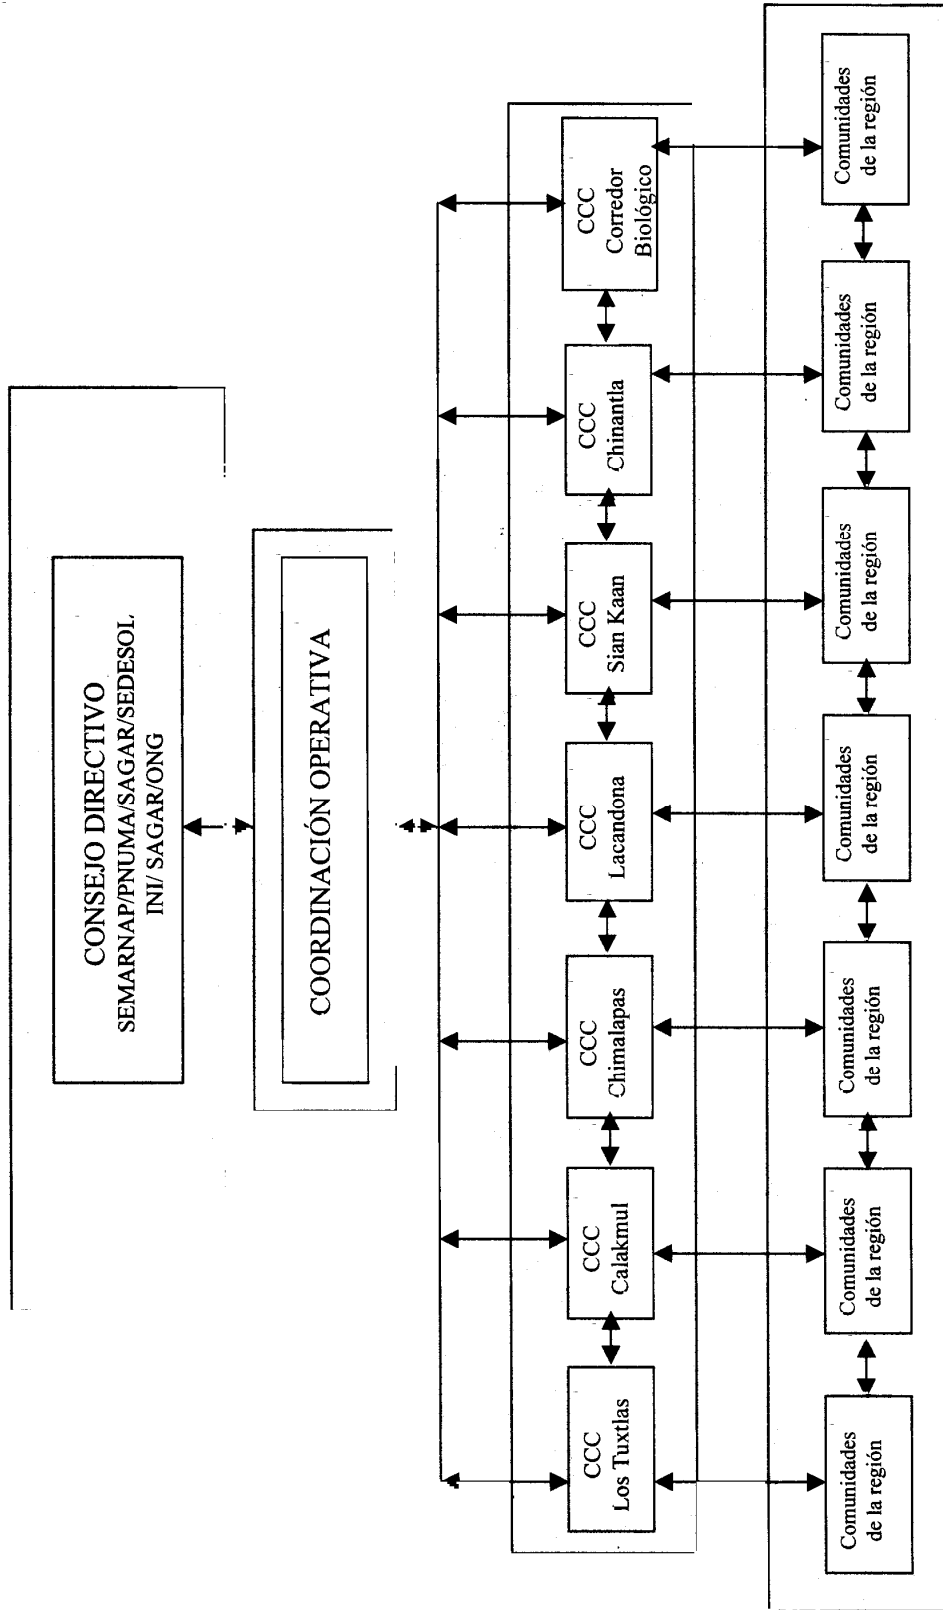 CONSEJO DIRECTIVO
SEMARNAP/PNUMA/SAGAR/SEDESOL
INI/ SAGAR/ONG
COORDINACIÓN OPERATIVA
CCC
Los Tuxtlas
CCC
Calakmul
CCC
Chimalapas
CCC
Lacandona
CCC
Sian Kaan
CCC
Chinantla
CCC
Corredor
Biológico
Comunidades
de la región
Comunidades
de la región
Comunidades
de la región
Comunidades
de la región
Comunidades
de la región
Comunidades
de la región
Comunidades
de la región